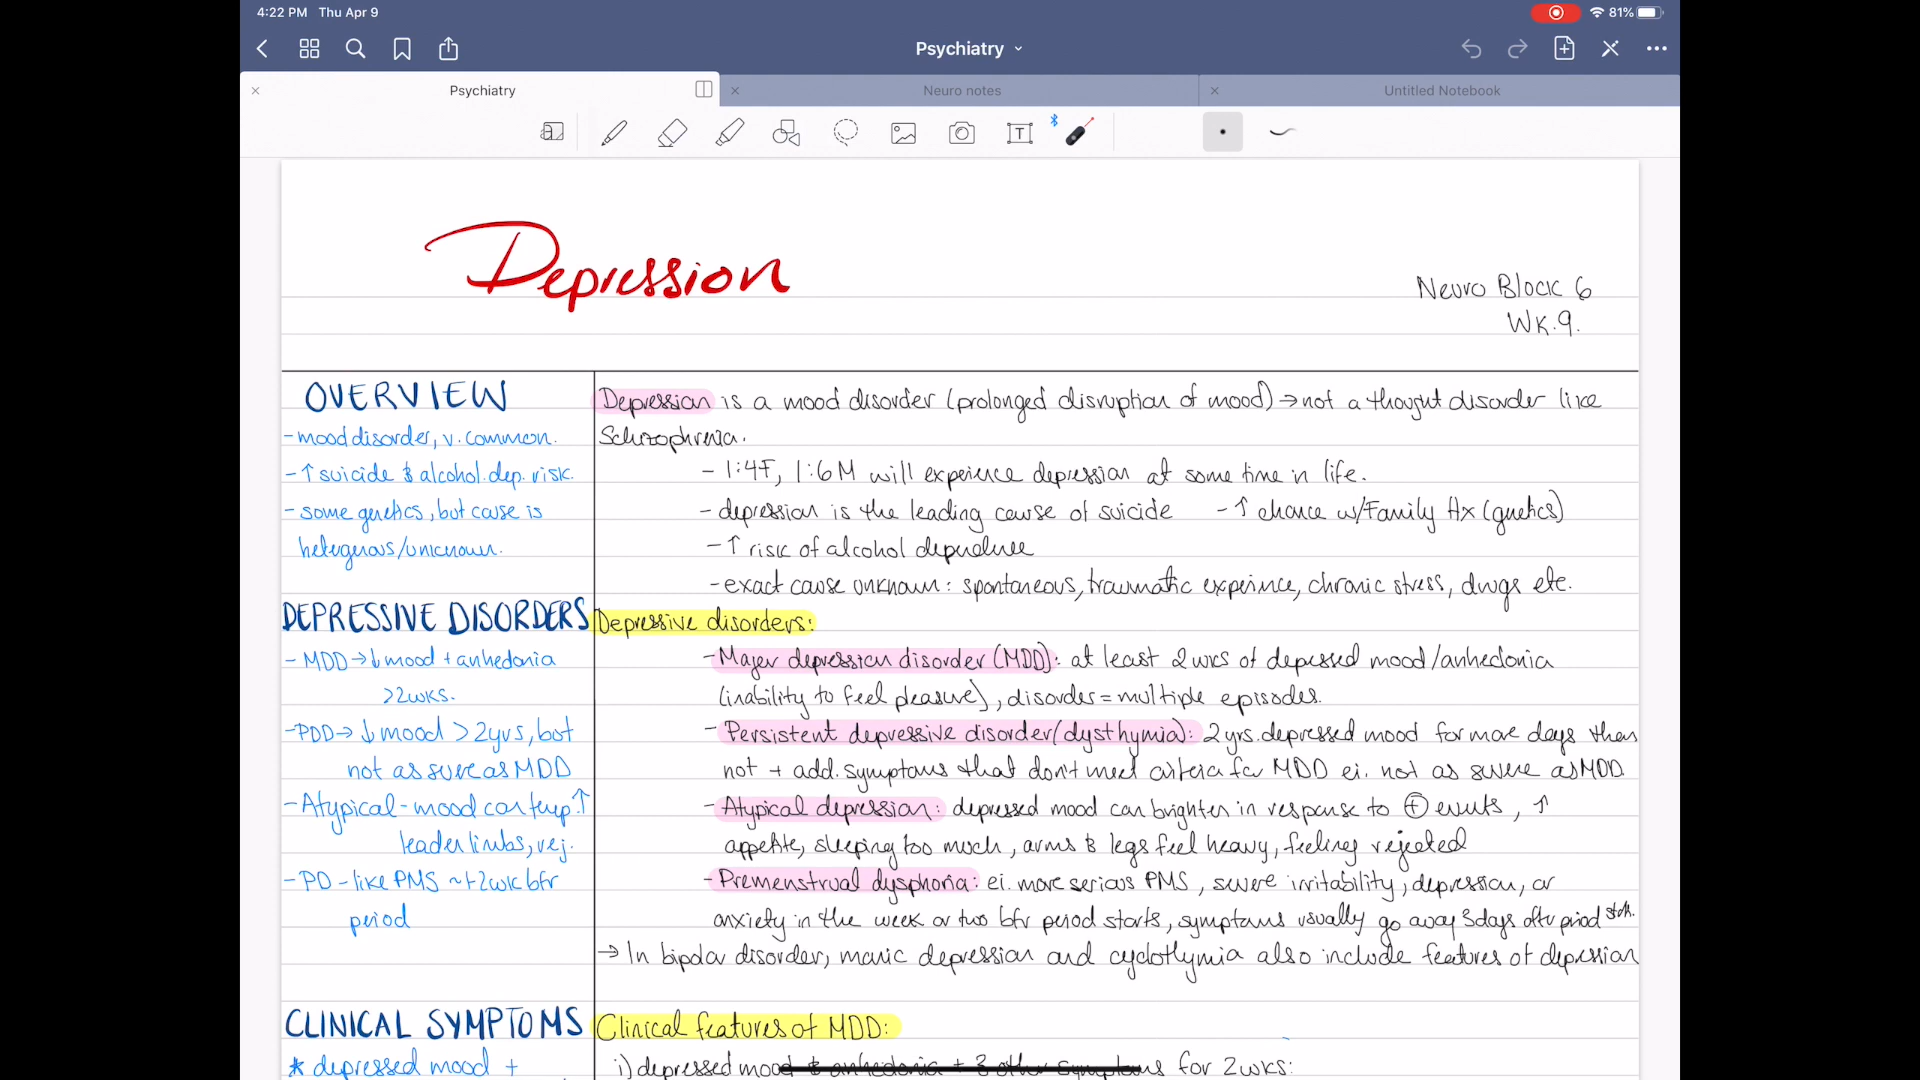 4:22 PM Thu Apr 9
81%
Psychiatry
Psychiatry
Neuro notes
Untitled Notebook
Depression
Neuro Block 6
Wk.9.
OVERVIEW
-mood disorder, v. common.
-↑ suicide & alcohol.dep. risk.
-some genetics, but cause is
heterogenous/unknown.
Depression is a mood disorder (prolonged disruption of mood) → not a thought disorder like
Schizophrenia.
- 1:4F, 1:6M will experience depression at some time in life.
- depression is the leading cause of suicide - ↑ chance w/Family Hx (genetics)
- ↑ risk of alcohol dependence
- exact cause unknown: spontaneous, traumatic experience, chronic stress, drugs etc.
DEPRESSIVE DISORDERS
- MDD → ↓ mood + anhedonia
>2wks.
-PDD → ↓ mood > 2yrs, but
not as severe as MDD
-Atypical - mood can temp.↑
leaden limbs, rej.
-PD - like PMS ~1-2wk bfr
period
Depressive disorders:
- Major depression disorder (MDD): at least 2 wks of depressed mood/anhedonia
(inability to feel pleasure), disorder = multiple episodes.
- Persistent depressive disorder (dysthymia): 2 yrs. depressed mood for more days than
not + add. symptoms that don't meet criteria for MDD ei. not as severe as MDD
- Atypical depression: depressed mood can brighten in response to ⊕ events, ↑
appetite, sleeping too much, arms & legs feel heavy, feeling rejected
- Premenstrual dysphoria: ei. more serious PMS, severe irritability, depression, or
anxiety in the week or two bfr period starts, symptoms usually go away 3days aftr period
→ In bipolar disorder, manic depression and cyclothymia also include features of depression
CLINICAL SYMPTOMS
* depressed mood +
Clinical features of MDD:
i) depressed mood & anhedonia + 3 other symptoms for 2wks: